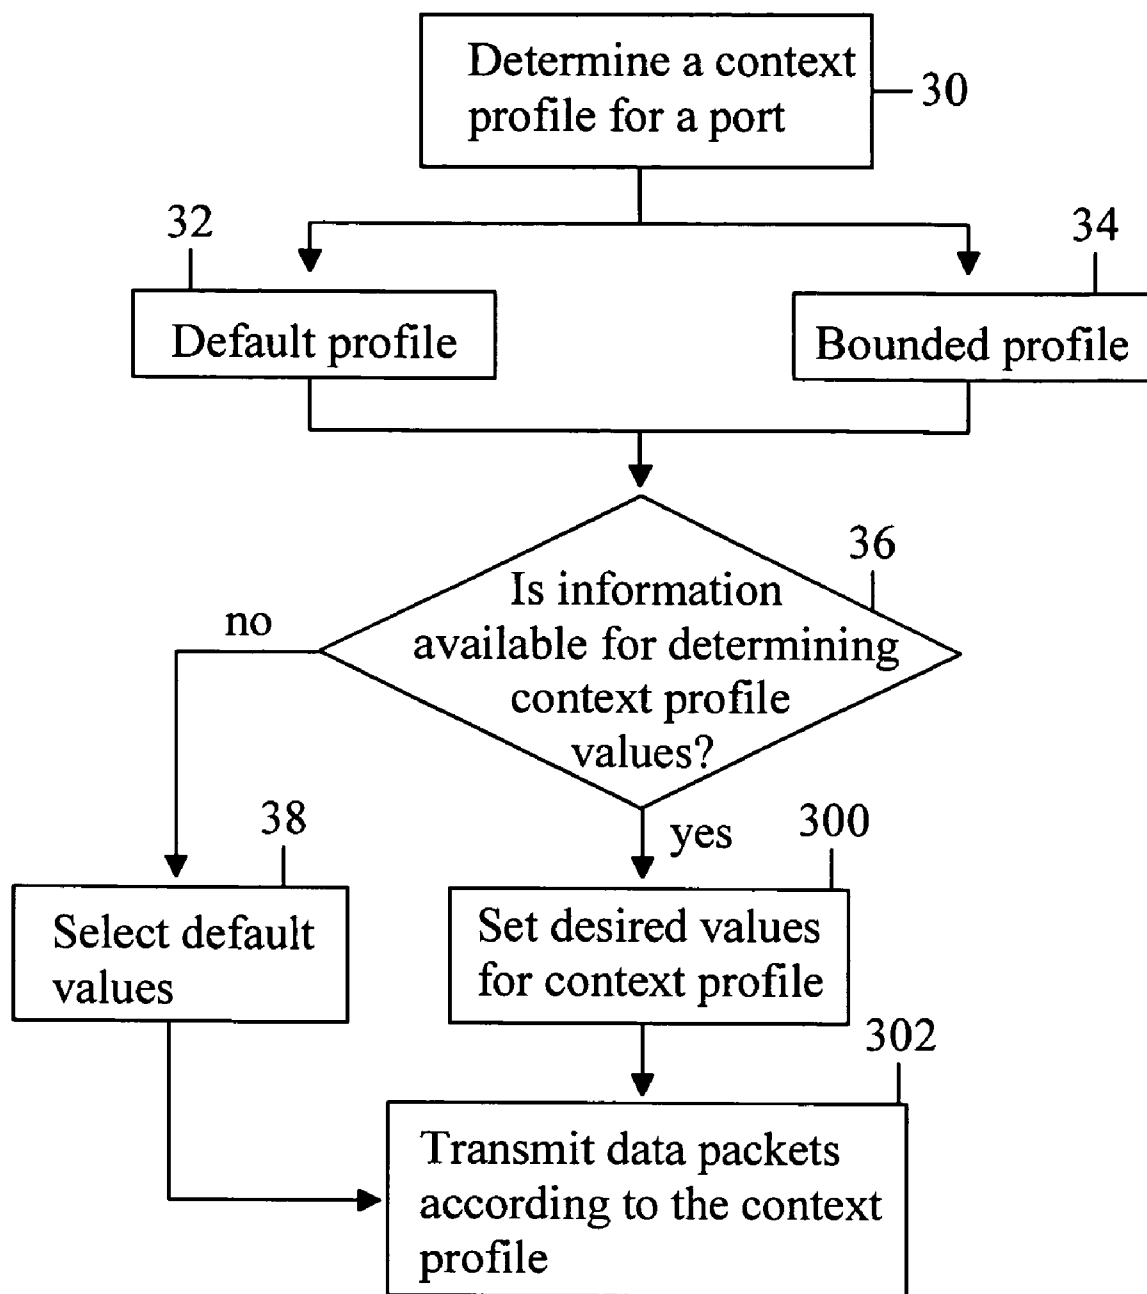 Determine a context
profile for a port
30
32
34
Default profile
Bounded profile
36
Is information
available for determining
context profile
values?
no
yes
38
300
Select default
values
Set desired values
for context profile
302
Transmit data packets
according to the context
profile